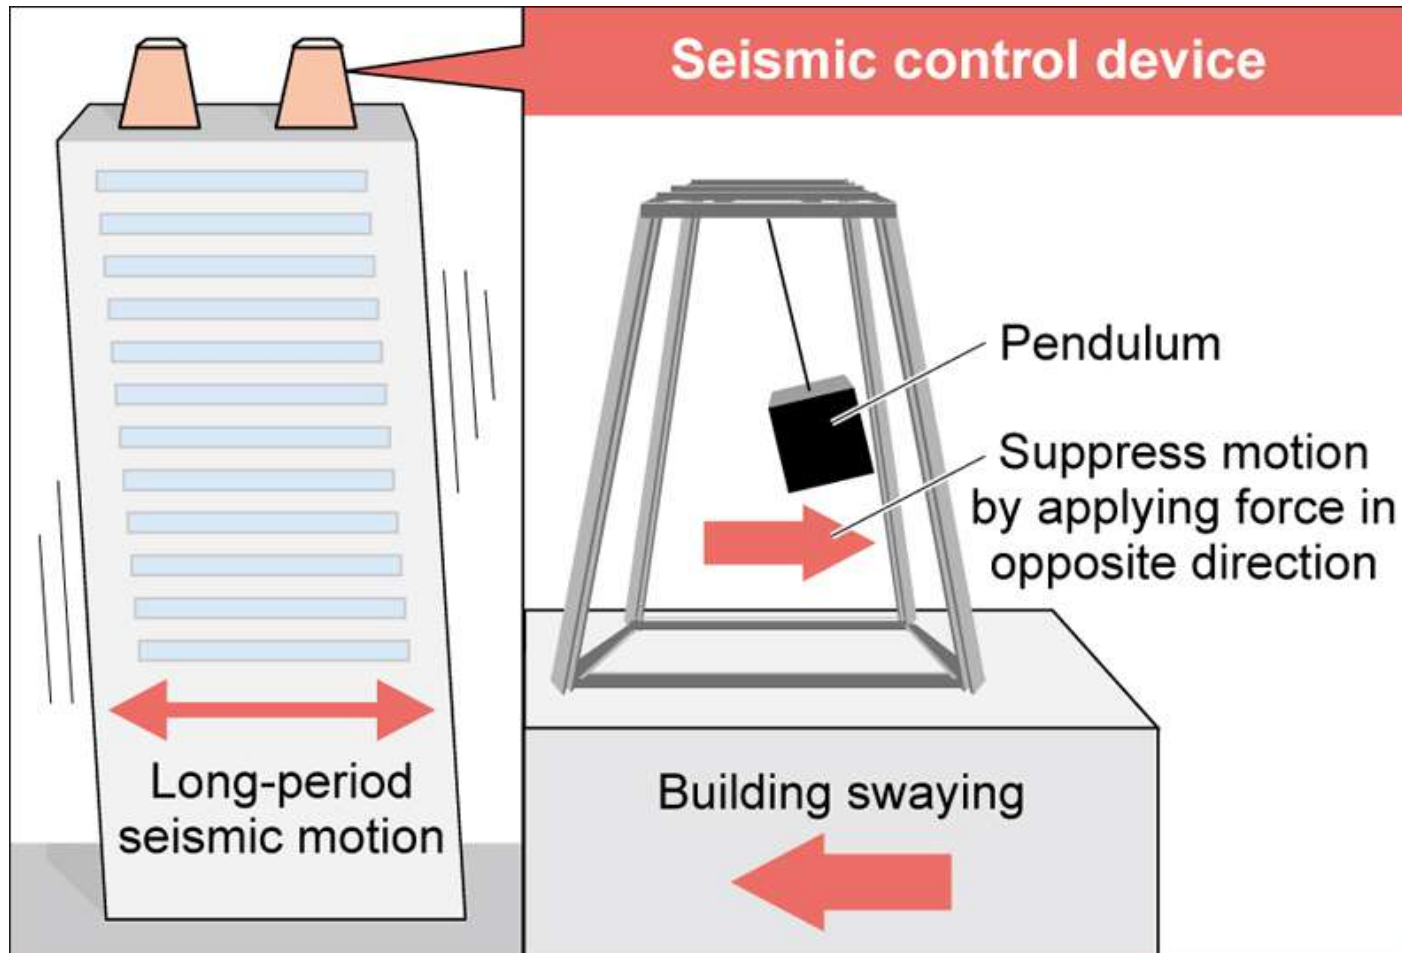 Seismic control device
Pendulum
Suppress motion
by applying force in
opposite direction
Long-period
seismic motion
Building swaying